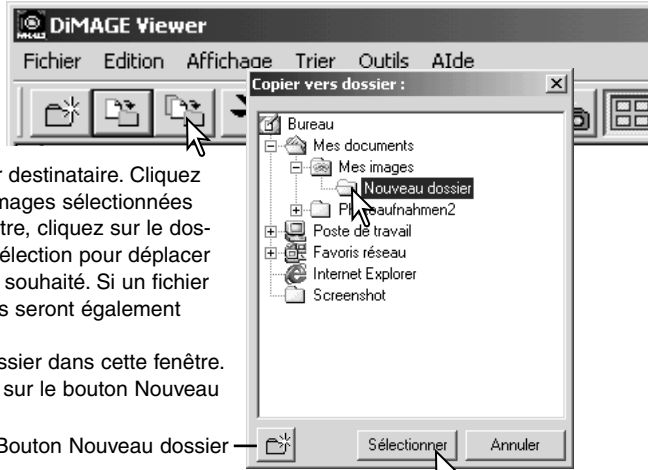 DiMAGE Viewer
Fichier Edition Affichage Trier Outils AIde
Copier vers dossier :
Bureau
Mes documents
Mes images
Nouveau dossier
Poste de travail
Favoris réseau
Internet Explorer
Screenshot
Sélectionner Annuler
r destinataire. Cliquez
mages sélectionnées
tre, cliquez sur le dos-
élection pour déplacer
souhaité. Si un fichier
s seront également
ssier dans cette fenêtre.
sur le bouton Nouveau
Bouton Nouveau dossier